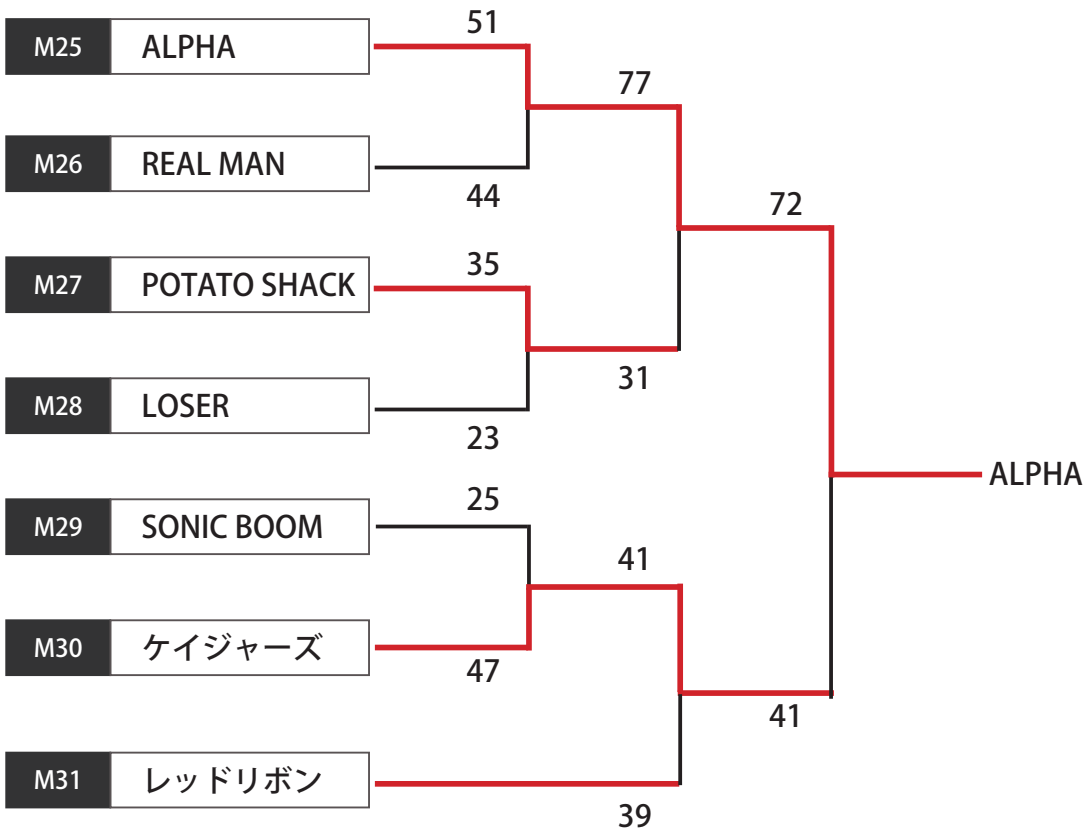 M25 ALPHA
51
77
M26 REAL MAN
44
72
M27 POTATO SHACK
35
31
M28 LOSER
23
ALPHA
M29 SONIC BOOM
25
41
M30 ケイジャーズ
47
41
M31 レッドリボン
39